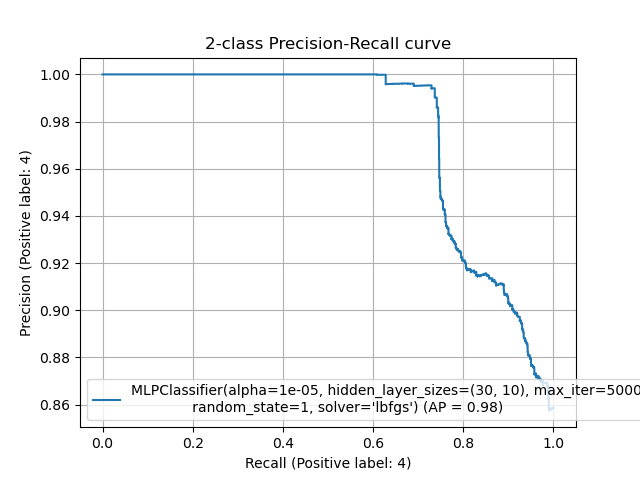 2-class Precision-Recall curve
Precision (Positive label: 4)
1.00
0.98
0.96
0.94
0.92
0.90
0.88
0.86
MLPClassifier(alpha=1e-05, hidden_layer_sizes=(30, 10), max_iter=5000
random_state=1, solver='lbfgs') (AP = 0.98)
0.0 0.2 0.4 0.6 0.8 1.0
Recall (Positive label: 4)